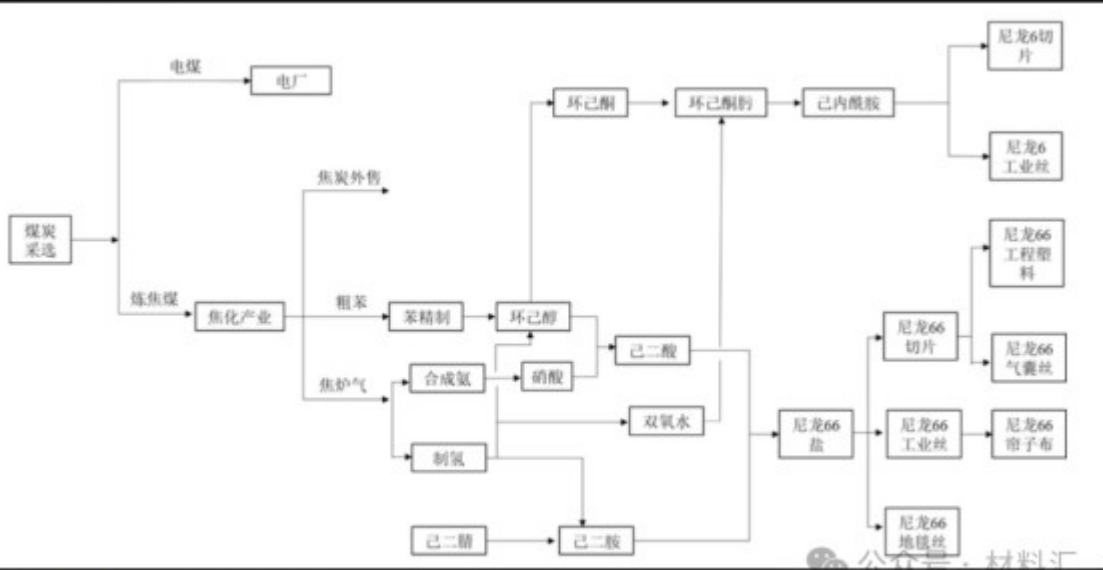 电煤
电厂
煤炭
采选
炼焦煤
焦化产业
焦炭外售
粗苯
苯精制
环己醇
焦炉气
合成氨
硝酸
制氢
己二腈
己二胺
己二酸
双氧水
环己酮
环己酮肟
己内酰胺
尼龙6切
片
尼龙6
工业丝
尼龙66
盐
尼龙66
切片
尼龙66
工程塑
料
尼龙66
气囊丝
尼龙66
工业丝
尼龙66
帘子布
尼龙66
地毯丝
公众号 · 材料汇